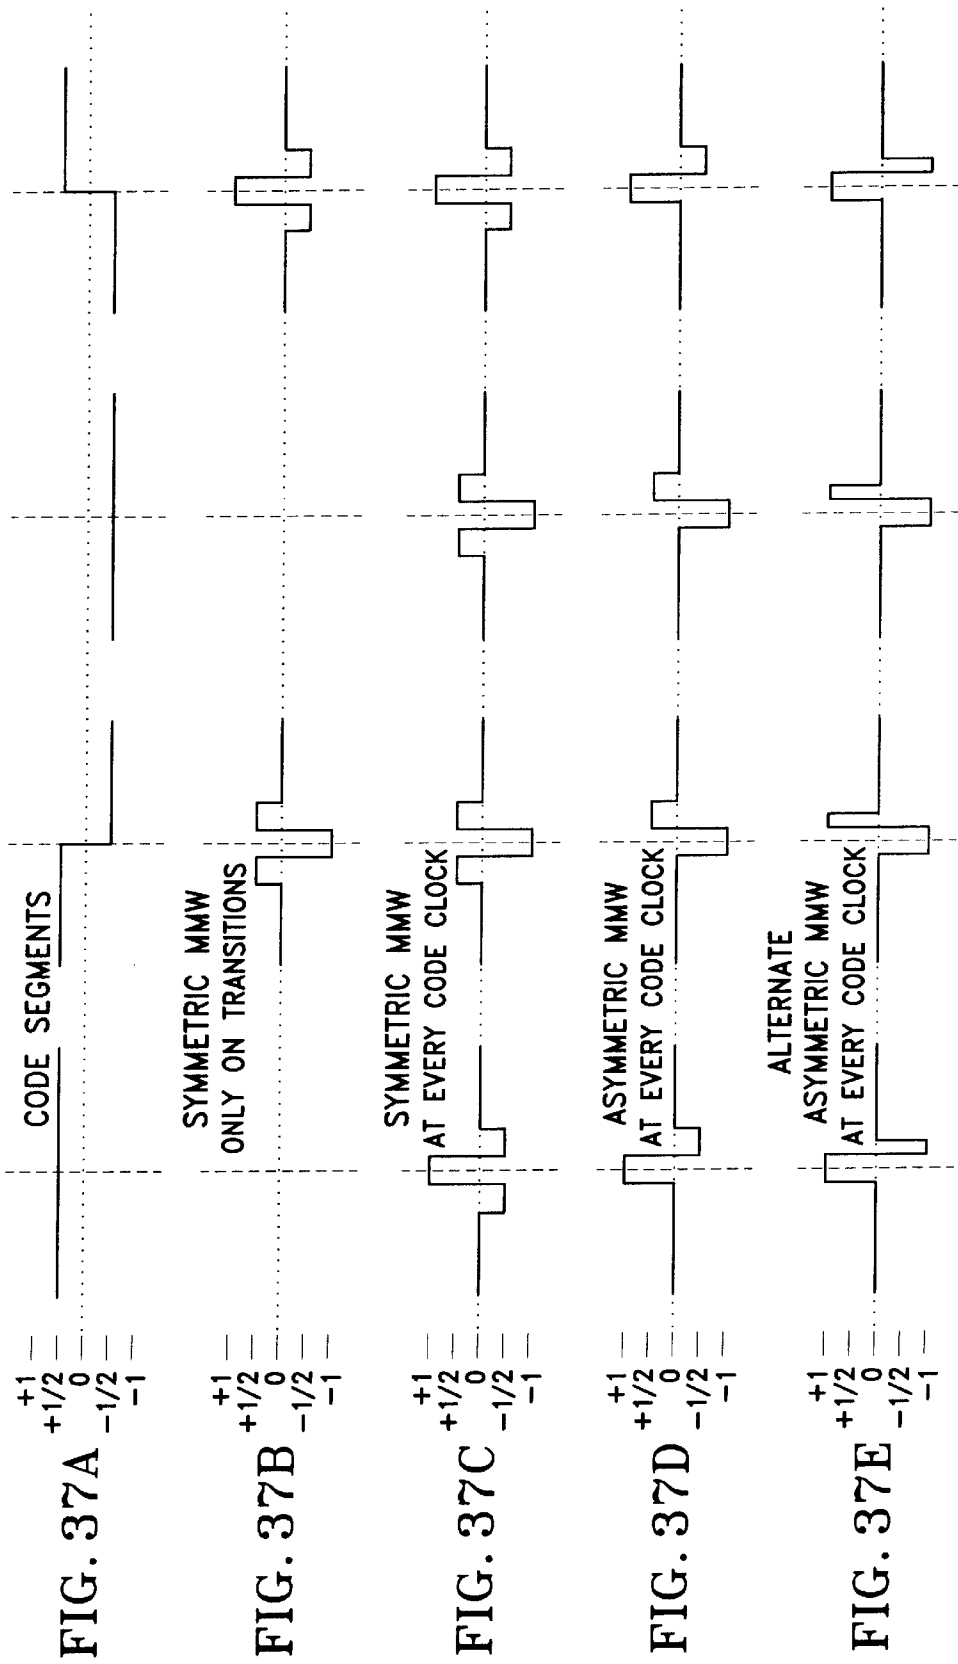 FIG. 37A
+1
+1/2
0
-1/2
-1
CODE SEGMENTS
FIG. 37B
+1
+1/2
0
-1/2
-1
SYMMETRIC MMW
ONLY ON TRANSITIONS
FIG. 37C
+1
+1/2
0
-1/2
-1
SYMMETRIC MMW
AT EVERY CODE CLOCK
FIG. 37D
+1
+1/2
0
-1/2
-1
ASYMMETRIC MMW
AT EVERY CODE CLOCK
FIG. 37E
+1
+1/2
0
-1/2
-1
ALTERNATE
ASYMMETRIC MMW
AT EVERY CODE CLOCK